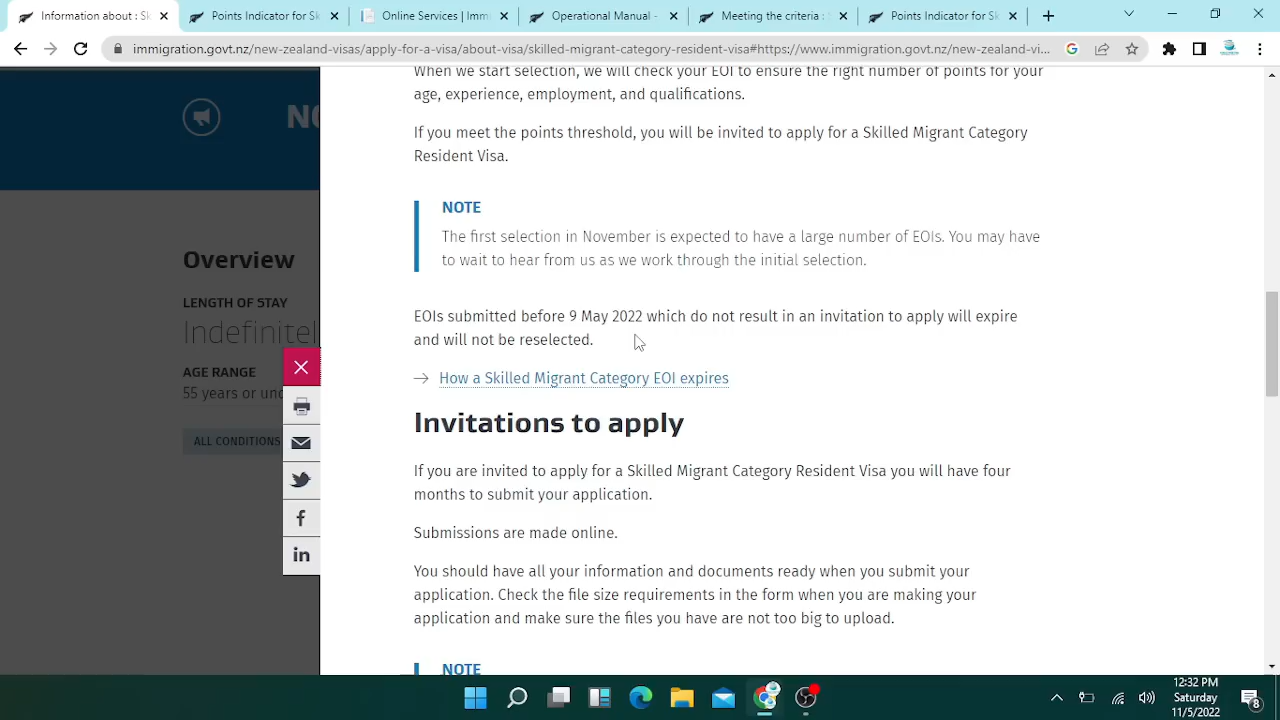 Information about : S
Points Indicator for Sk
Online Services | Imm
Operational Manual -
Meeting the criteria : S
Points Indicator for Sk
immigration.govt.nz/new-zealand-visas/apply-for-a-visa/about-visa/skilled-migrant-category-resident-visa#https://www.immigration.govt.nz/new-zealand-vi...
When we start selection, we will check your EOI to ensure the right number of points for your
age, experience, employment, and qualifications.
NO
If you meet the points threshold, you will be invited to apply for a Skilled Migrant Category
Resident Visa.
NOTE
The first selection in November is expected to have a large number of EOIs. You may have
to wait to hear from us as we work through the initial selection.
Overview
LENGTH OF STAY
Indefinitel
AGE RANGE
55 years or und
ALL CONDITIONS
EOIs submitted before 9 May 2022 which do not result in an invitation to apply will expire
and will not be reselected.
How a Skilled Migrant Category EOI expires
Invitations to apply
If you are invited to apply for a Skilled Migrant Category Resident Visa you will have four
months to submit your application.
Submissions are made online.
You should have all your information and documents ready when you submit your
application. Check the file size requirements in the form when you are making your
application and make sure the files you have are not too big to upload.
NOTE
12:32 PM
Saturday
11/5/2022
8